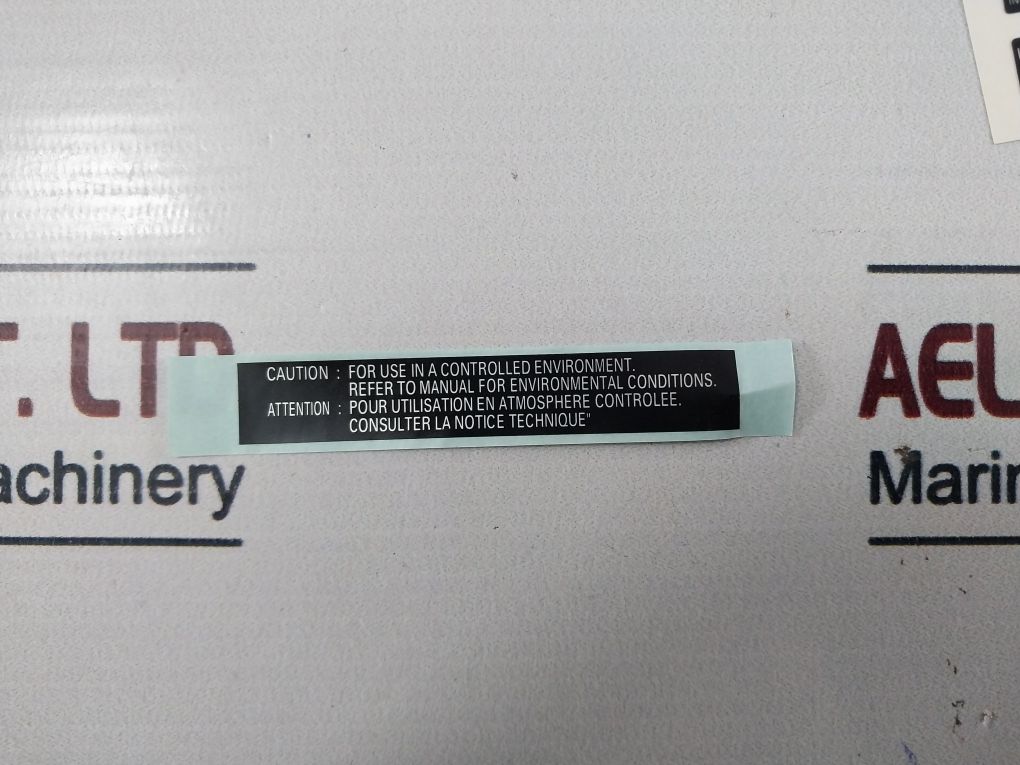 CAUTION : FOR USE IN A CONTROLLED ENVIRONMENT.
REFER TO MANUAL FOR ENVIRONMENTAL CONDITIONS.
ATTENTION : POUR UTILISATION EN ATMOSPHERE CONTROLEE.
CONSULTER LA NOTICE TECHNIQUE"
T. LTD
achinery
AEL
Marin